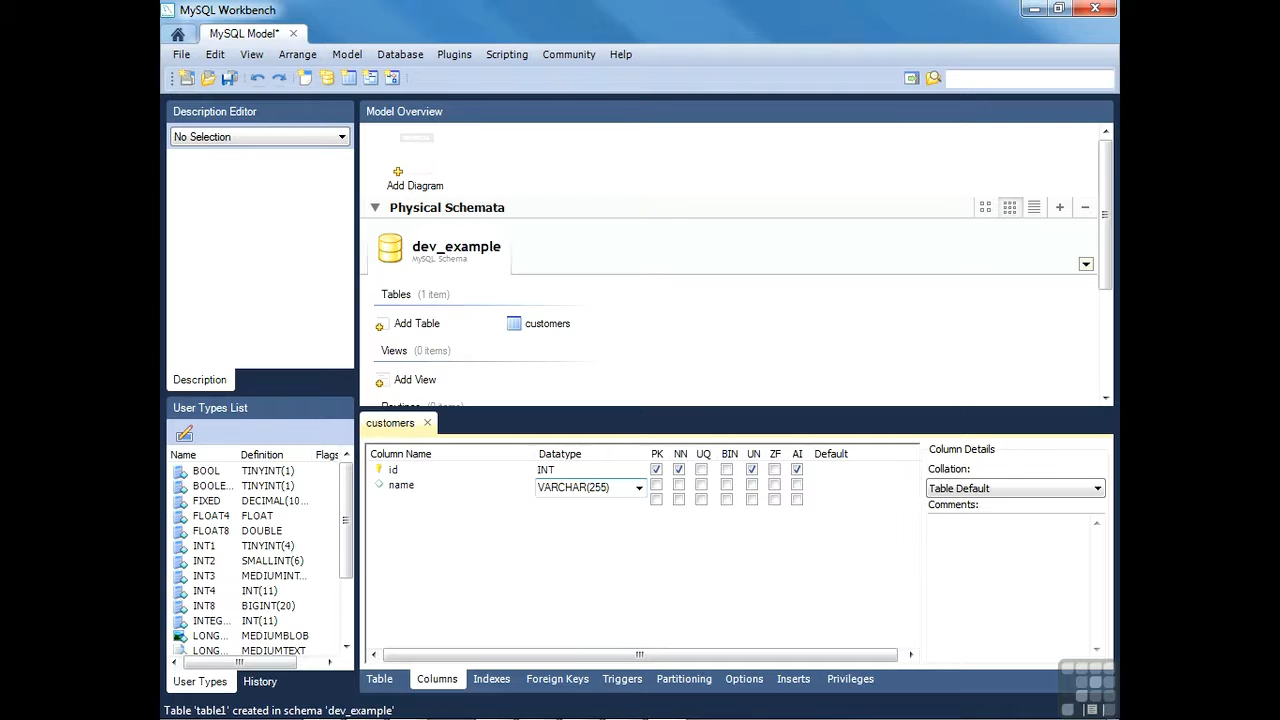 MySQL Workbench
MySQL Model*
File Edit View Arrange Model Database Plugins Scripting Community Help
Description Editor
No Selection
Description
User Types List
Name Definition Flags
BOOL TINYINT(1)
BOOLE... TINYINT(1)
FIXED DECIMAL(10...
FLOAT4 FLOAT
FLOAT8 DOUBLE
INT1 TINYINT(4)
INT2 SMALLINT(6)
INT3 MEDIUMINT...
INT4 INT(11)
INT8 BIGINT(20)
INTEG... INT(11)
LONG... MEDIUMBLOB
LONG... MEDIUMTEXT
User Types History
Model Overview
Add Diagram
Physical Schemata
dev_example
MySQL Schema
Tables (1 item)
Add Table customers
Views (0 items)
Add View
Routines (0 items)
customers
Column Name Datatype PK NN UQ BIN UN ZF AI Default
id INT
name VARCHAR(255)
Column Details
Collation:
Table Default
Comments:
Table Columns Indexes Foreign Keys Triggers Partitioning Options Inserts Privileges
Table 'table1' created in schema 'dev_example'